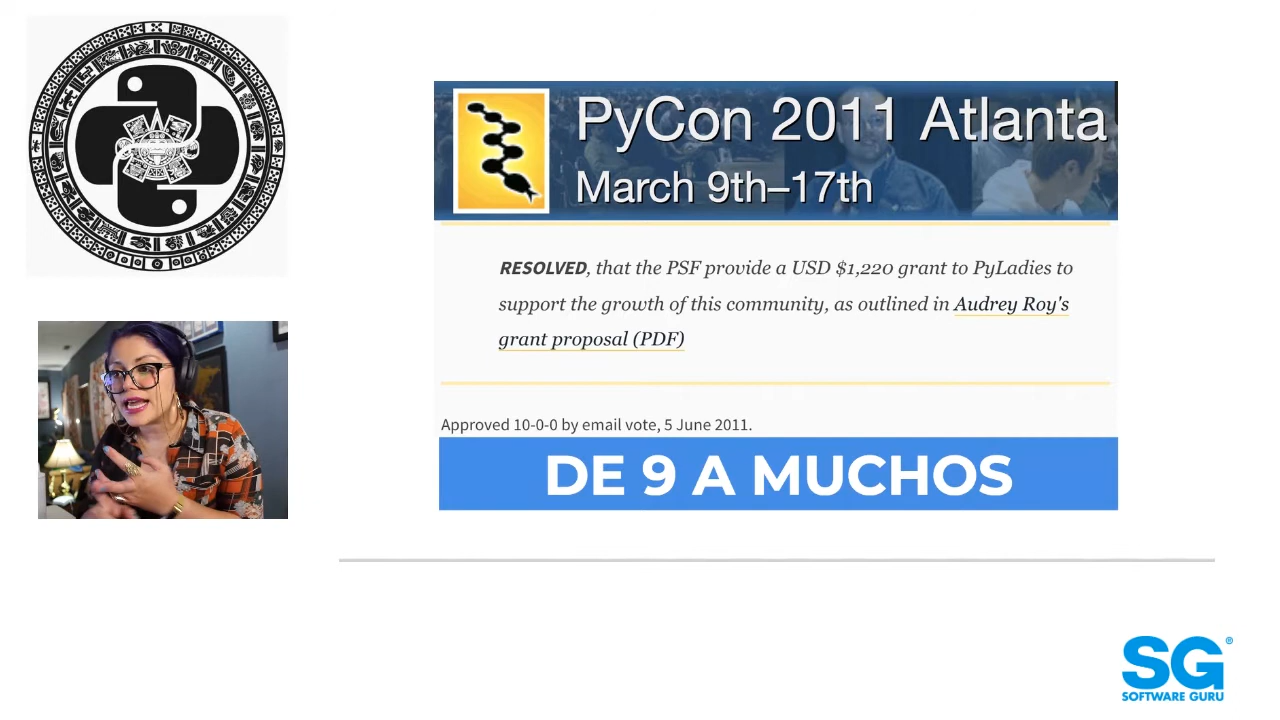 PyCon 2011 Atlanta
March 9th–17th
RESOLVED, that the PSF provide a USD $1,220 grant to PyLadies to
support the growth of this community, as outlined in Audrey Roy's
grant proposal (PDF)
Approved 10-0-0 by email vote, 5 June 2011.
DE 9 A MUCHOS
SG®
SOFTWARE GURU